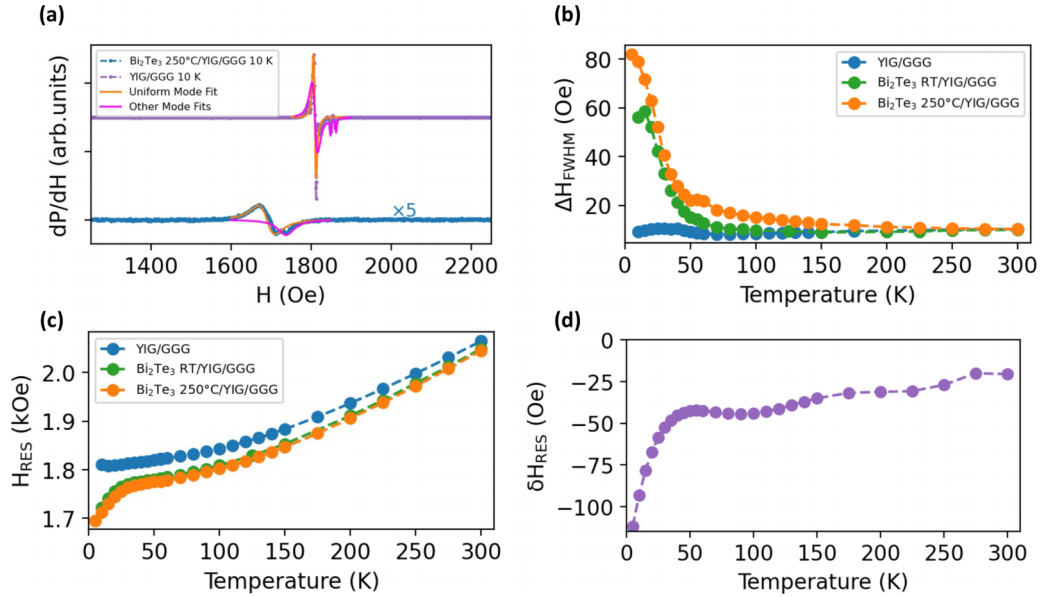 (a)
Bi₂Te₃ 250°C/YIG/GGG 10 K
YIG/GGG 10 K
Uniform Mode Fit
Other Mode Fits
×5
dP/dH (arb.units)
1400 1600 1800 2000 2200
H (Oe)
(b)
YIG/GGG
Bi₂Te₃ RT/YIG/GGG
Bi₂Te₃ 250°C/YIG/GGG
ΔH_FWHM (Oe)
80
60
40
20
0 50 100 150 200 250 300
Temperature (K)
(c)
YIG/GGG
Bi₂Te₃ RT/YIG/GGG
Bi₂Te₃ 250°C/YIG/GGG
H_RES (kOe)
2.0
1.9
1.8
1.7
0 50 100 150 200 250 300
Temperature (K)
(d)
δH_RES (Oe)
0
−25
−50
−75
−100
0 50 100 150 200 250 300
Temperature (K)